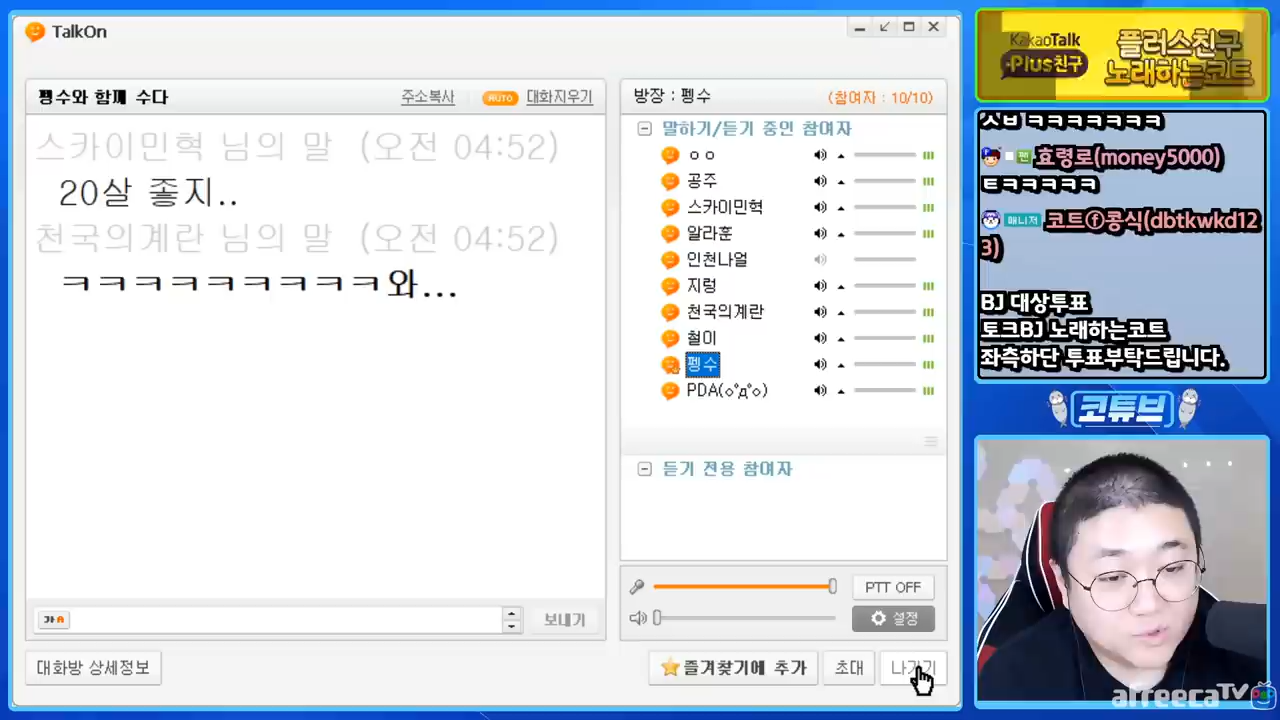 TalkOn
펭수와 함께 수다
주소복사
AUTO
대화지우기
스카이민혁 님의 말 (오전 04:52)
20살 좋지..
천국의계란 님의 말 (오전 04:52)
ㅋㅋㅋㅋㅋㅋㅋㅋㅋ와...
가A
보내기
대화방 상세정보
방장 : 펭수
(참여자 : 10/10)
말하기/듣기 중인 참여자
ㅇㅇ
공주
스카이민혁
알라훈
인천나얼
지렁
천국의계란
철이
펭수
듣기 전용 참여자
PTT OFF
설정
즐겨찾기에 추가
초대
나가기
KakaoTalk
Plus친구
플러스친구
노래하는코트
ㅋㅋㅋㅋㅋㅋㅋ
팬 효령로(money5000)
ㅌㅋㅋㅋㅋㅋ
매니저 코트ⓕ콩식(dbtkwkd12
3)
BJ 대상투표
토크BJ 노래하는코트
좌측하단 투표부탁드립니다.
코튜브
afreecaTV